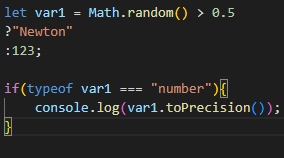 let var1 = Math.random() > 0.5
?"Newton"
:123;

if(typeof var1 === "number"){
    console.log(var1.toPrecision());
}